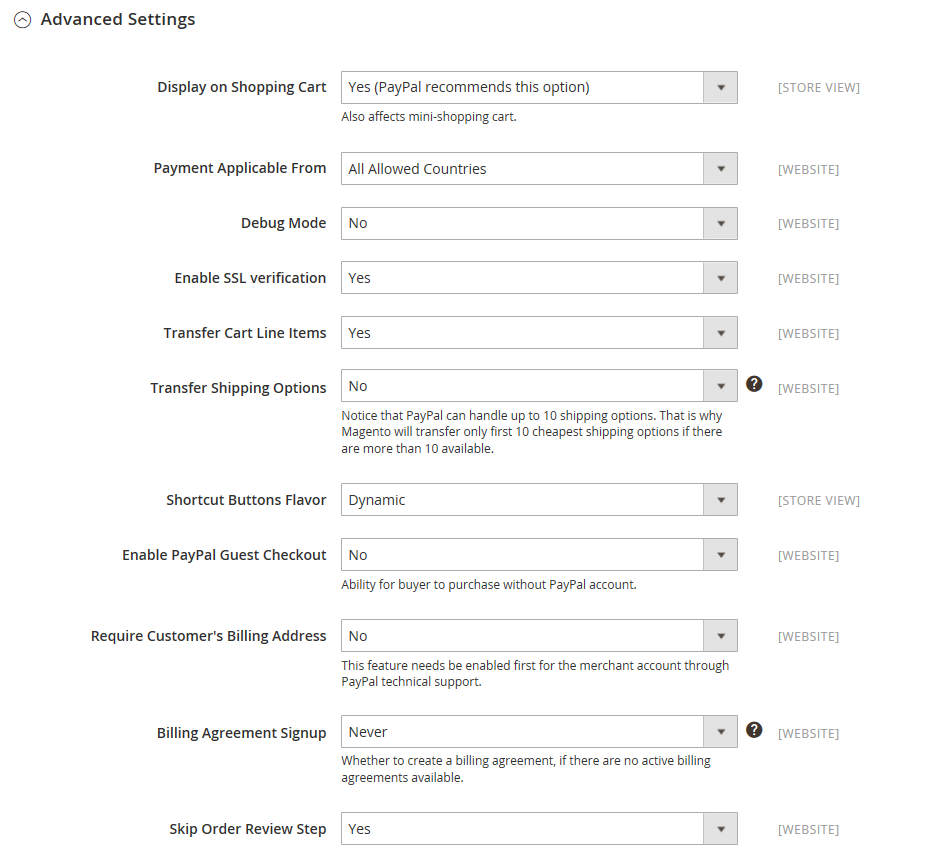 Advanced Settings
Display on Shopping Cart Yes (PayPal recommends this option) [STORE VIEW]
Also affects mini-shopping cart.
Payment Applicable From All Allowed Countries [WEBSITE]
Debug Mode No [WEBSITE]
Enable SSL verification Yes [WEBSITE]
Transfer Cart Line Items Yes [WEBSITE]
Transfer Shipping Options No ? [WEBSITE]
Notice that PayPal can handle up to 10 shipping options. That is why
Magento will transfer only first 10 cheapest shipping options if there
are more than 10 available.
Shortcut Buttons Flavor Dynamic [STORE VIEW]
Enable PayPal Guest Checkout No [WEBSITE]
Ability for buyer to purchase without PayPal account.
Require Customer's Billing Address No [WEBSITE]
This feature needs be enabled first for the merchant account through
PayPal technical support.
Billing Agreement Signup Never ? [WEBSITE]
Whether to create a billing agreement, if there are no active billing
agreements available.
Skip Order Review Step Yes [WEBSITE]